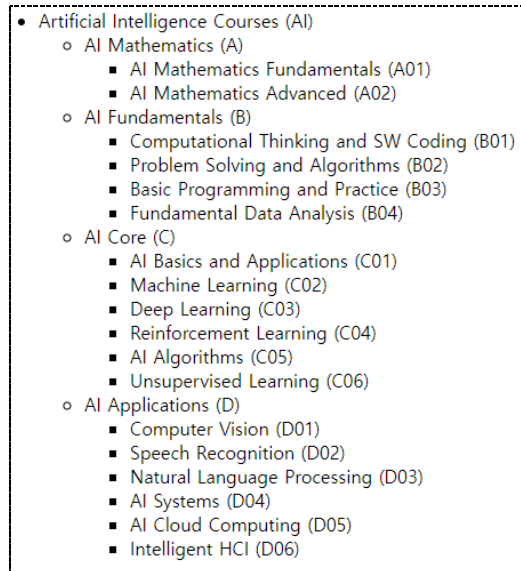 • Artificial Intelligence Courses (AI)
○ AI Mathematics (A)
▪ AI Mathematics Fundamentals (A01)
▪ AI Mathematics Advanced (A02)
○ AI Fundamentals (B)
▪ Computational Thinking and SW Coding (B01)
▪ Problem Solving and Algorithms (B02)
▪ Basic Programming and Practice (B03)
▪ Fundamental Data Analysis (B04)
○ AI Core (C)
▪ AI Basics and Applications (C01)
▪ Machine Learning (C02)
▪ Deep Learning (C03)
▪ Reinforcement Learning (C04)
▪ AI Algorithms (C05)
▪ Unsupervised Learning (C06)
○ AI Applications (D)
▪ Computer Vision (D01)
▪ Speech Recognition (D02)
▪ Natural Language Processing (D03)
▪ AI Systems (D04)
▪ AI Cloud Computing (D05)
▪ Intelligent HCI (D06)